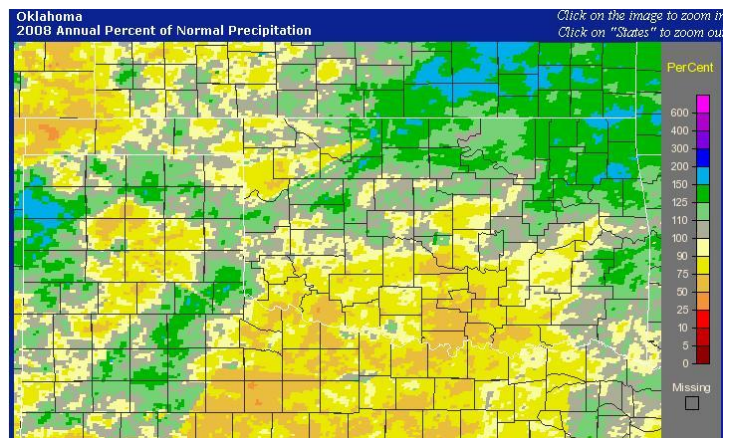 Oklahoma
2008 Annual Percent of Normal Precipitation
Click on the image to zoom in
Click on "States" to zoom out
PerCent
600
400
300
200
150
125
110
100
90
75
50
25
10
5
0
Missing